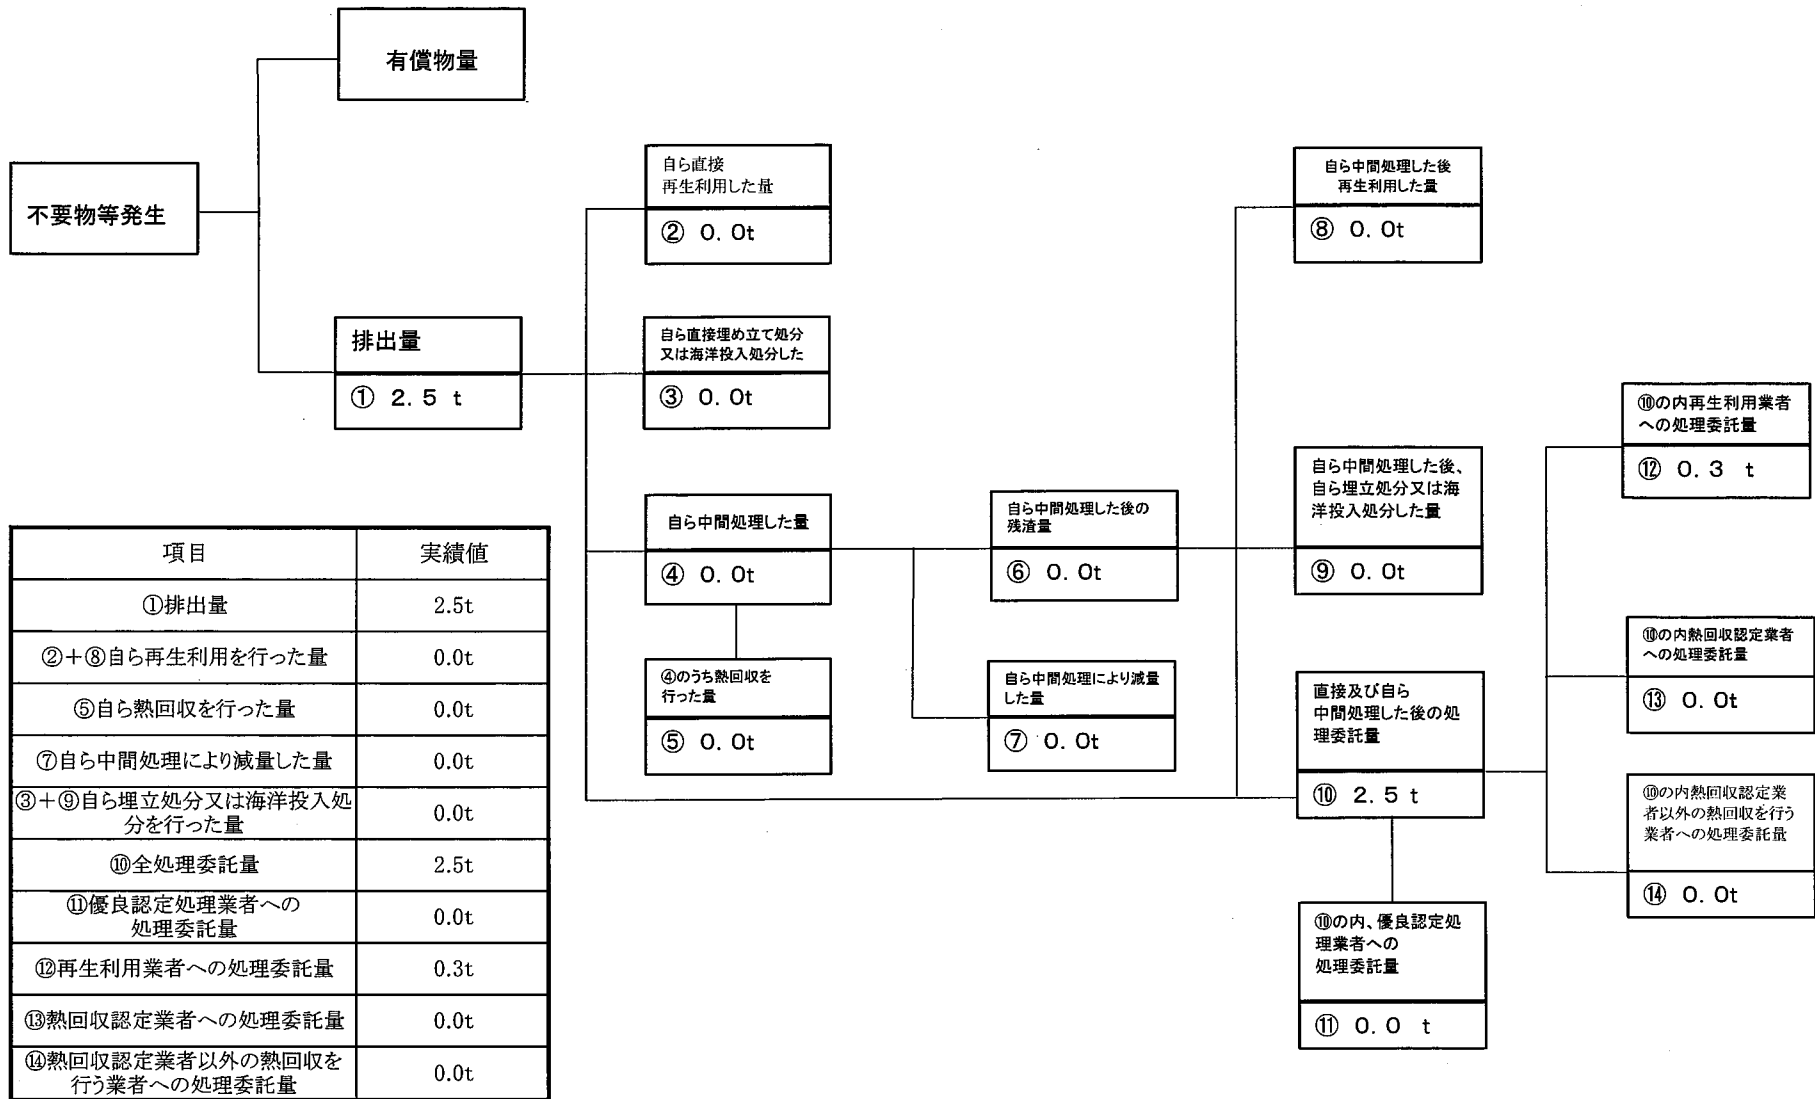 有償物量
不要物等発生
排出量
① 2.5 t
自ら直接
再生利用した量
② 0.0t
自ら直接埋め立て処分
又は海洋投入処分した
③ 0.0t
自ら中間処理した量
④ 0.0t
④のうち熱回収を
行った量
⑤ 0.0t
自ら中間処理した後の
残渣量
⑥ 0.0t
自ら中間処理により減量
した量
⑦ 0.0t
自ら中間処理した後
再生利用した量
⑧ 0.0t
自ら中間処理した後、
自ら埋立処分又は海
洋投入処分した量
⑨ 0.0t
直接及び自ら
中間処理した後の処
理委託量
⑩ 2.5 t
⑩の内、優良認定処
理業者への
処理委託量
⑪ 0.0 t
⑩の内再生利用業者
への処理委託量
⑫ 0.3 t
⑩の内熱回収認定業者
への処理委託量
⑬ 0.0t
⑩の内熱回収認定業
者以外の熱回収を行う
業者への処理委託量
⑭ 0.0t
項目 実績値
①排出量 2.5t
②+⑧自ら再生利用を行った量 0.0t
⑤自ら熱回収を行った量 0.0t
⑦自ら中間処理により減量した量 0.0t
③+⑨自ら埋立処分又は海洋投入処
分を行った量 0.0t
⑩全処理委託量 2.5t
⑪優良認定処理業者への
処理委託量 0.0t
⑫再生利用業者への処理委託量 0.3t
⑬熱回収認定業者への処理委託量 0.0t
⑭熱回収認定業者以外の熱回収を
行う業者への処理委託量 0.0t